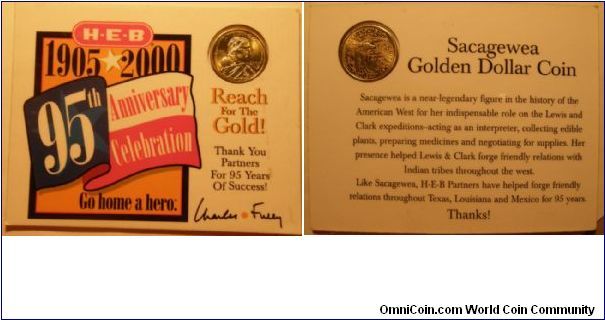 H-E-B
1905 2000
95th
Anniversary
Celebration
Go home a hero.
Reach
For The
Gold!
Thank You
Partners
For 95 Years
Of Success!
Charles Fully
Sacagewea
Golden Dollar Coin
Sacagewea is a near-legendary figure in the history of the
American West for her indispensable role on the Lewis and
Clark expeditions-acting as an interpreter, collecting edible
plants, preparing medicines and negotiating for supplies. Her
presence helped Lewis & Clark forge friendly relations with
Indian tribes throughout the west.
Like Sacagewea, H-E-B Partners have helped forge friendly
relations throughout Texas, Louisiana and Mexico for 95 years.
Thanks!
OmniCoin.com World Coin Community